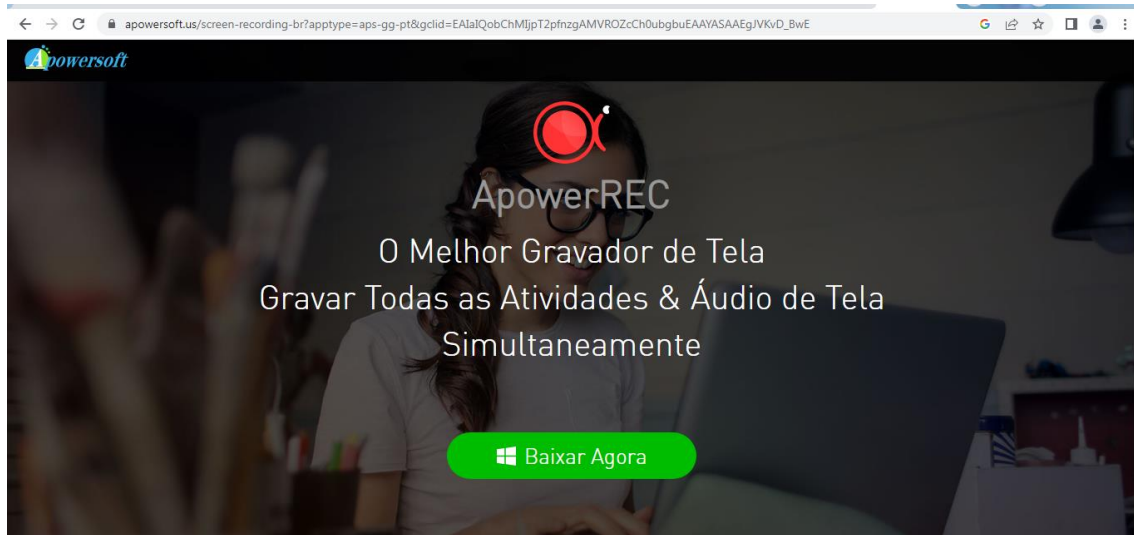 apowersoft.us/screen-recording-br?apptype=aps-gg-pt&gclid=EAIaIQobChMIjpT2pfnzgAMVROZcCh0ubgbuEAAYASAAEgJVKvD_BwE
Apowersoft
ApowerREC
O Melhor Gravador de Tela
Gravar Todas as Atividades & Áudio de Tela
Simultaneamente
Baixar Agora